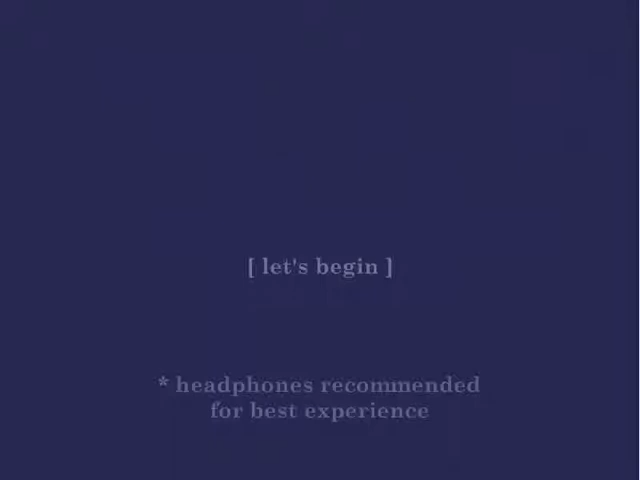 [ let's begin ]
* headphones recommended
for best experience